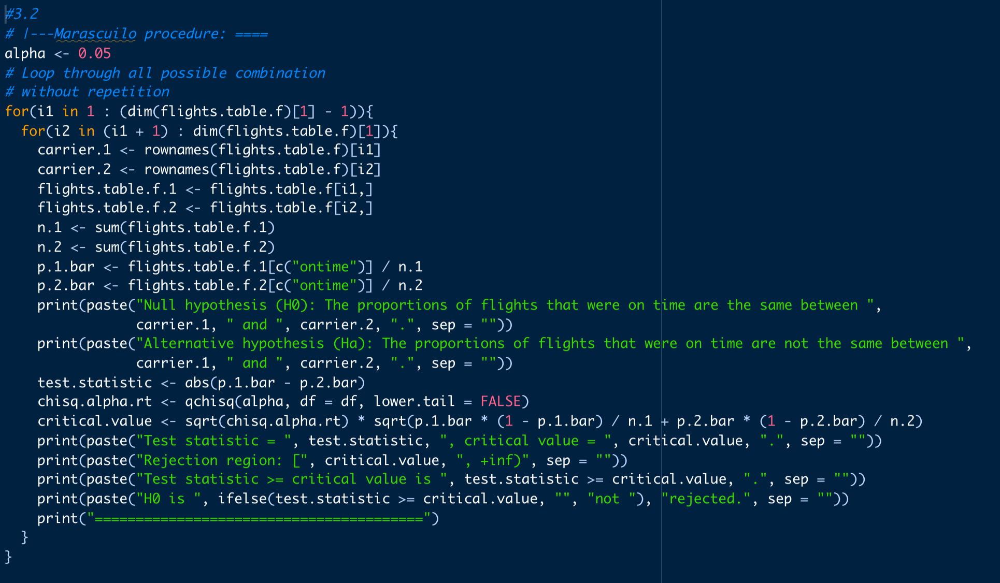 #3.2
# |---Marascuilo procedure: ====
alpha <- 0.05
# Loop through all possible combination
# without repetition
for(i1 in 1 : (dim(flights.table.f)[1] - 1)){
  for(i2 in (i1 + 1) : dim(flights.table.f)[1]){
    carrier.1 <- rownames(flights.table.f)[i1]
    carrier.2 <- rownames(flights.table.f)[i2]
    flights.table.f.1 <- flights.table.f[i1,]
    flights.table.f.2 <- flights.table.f[i2,]
    n.1 <- sum(flights.table.f.1)
    n.2 <- sum(flights.table.f.2)
    p.1.bar <- flights.table.f.1[c("ontime")] / n.1
    p.2.bar <- flights.table.f.2[c("ontime")] / n.2
    print(paste("Null hypothesis (H0): The proportions of flights that were on time are the same between ",
                carrier.1, " and ", carrier.2, ".", sep = ""))
    print(paste("Alternative hypothesis (Ha): The proportions of flights that were on time are not the same between ",
                carrier.1, " and ", carrier.2, ".", sep = ""))
    test.statistic <- abs(p.1.bar - p.2.bar)
    chisq.alpha.rt <- qchisq(alpha, df = df, lower.tail = FALSE)
    critical.value <- sqrt(chisq.alpha.rt) * sqrt(p.1.bar * (1 - p.1.bar) / n.1 + p.2.bar * (1 - p.2.bar) / n.2)
    print(paste("Test statistic = ", test.statistic, ", critical value = ", critical.value, ".", sep = ""))
    print(paste("Rejection region: [", critical.value, ", +inf)", sep = ""))
    print(paste("Test statistic >= critical value is ", test.statistic >= critical.value, ".", sep = ""))
    print(paste("H0 is ", ifelse(test.statistic >= critical.value, "", "not "), "rejected.", sep = ""))
    print("========================================")
  }
}